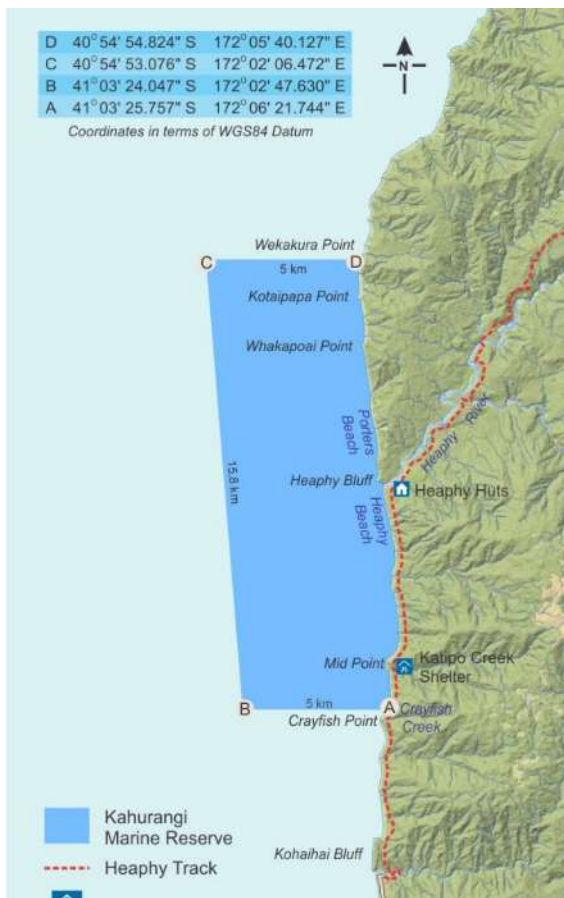 D 40° 54' 54.824" S 172° 05' 40.127" E
C 40° 54' 53.076" S 172° 02' 06.472" E
B 41° 03' 24.047" S 172° 02' 47.630" E
A 41° 03' 25.757" S 172° 06' 21.744" E
Coordinates in terms of WGS84 Datum
N
Wekakura Point
C
5 km
D
Kotaipapa Point
Whakapoai Point
Porters
Beach
Heaphy River
15.8 km
Heaphy Bluff
Heaphy Huts
Heaphy
Beach
Mid Point
Katipo Creek
Shelter
B
5 km
A
Crayfish Point
Crayfish
Creek
Kohaihai Bluff
Kahurangi
Marine Reserve
Heaphy Track